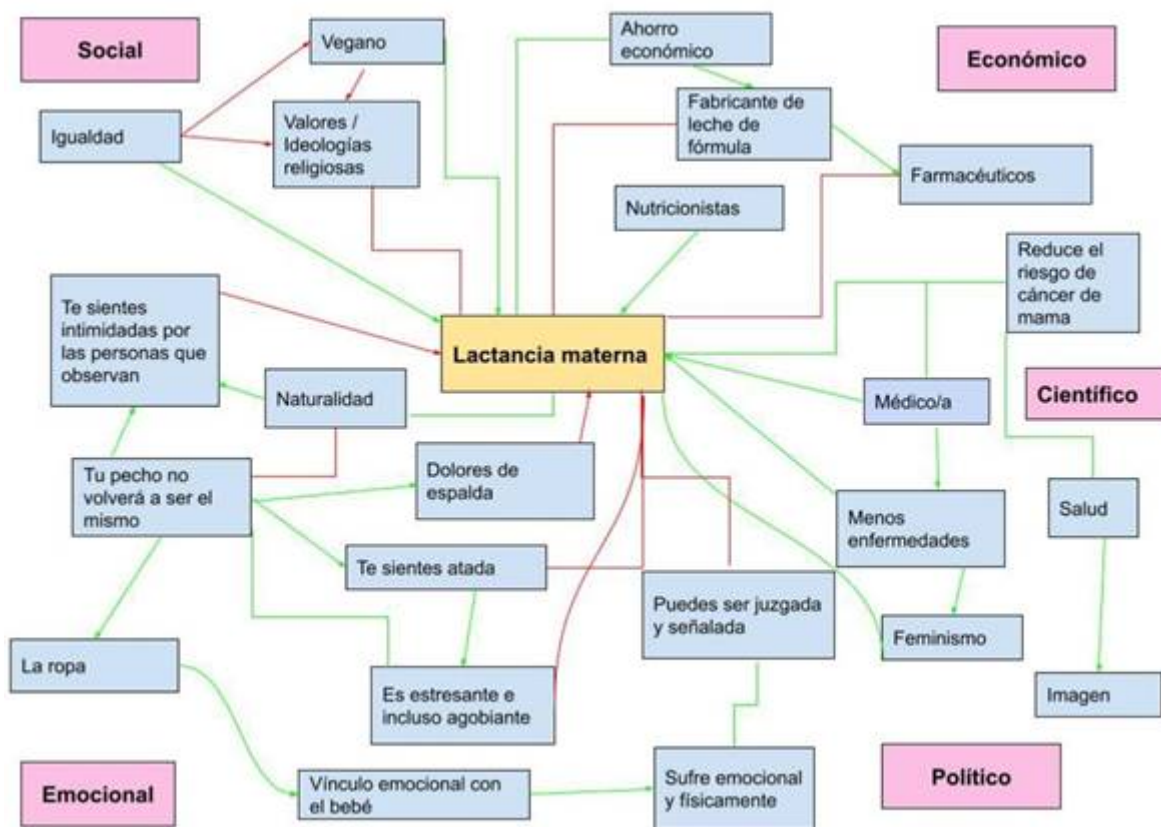 Social
Vegano
Ahorro
económico
Económico
Igualdad
Valores /
Ideologías
religiosas
Fabricante de
leche de
fórmula
Farmacéuticos
Nutricionistas
Reduce el
riesgo de
cáncer de
mama
Te sientes
intimidadas por
las personas que
observan
Lactancia materna
Naturalidad
Médico/a
Científico
Tu pecho no
volverá a ser el
mismo
Dolores de
espalda
Menos
enfermedades
Salud
Te sientes atada
Puedes ser juzgada
y señalada
Feminismo
La ropa
Es estresante e
incluso agobiante
Imagen
Emocional
Vínculo emocional con
el bebé
Sufre emocional
y físicamente
Político